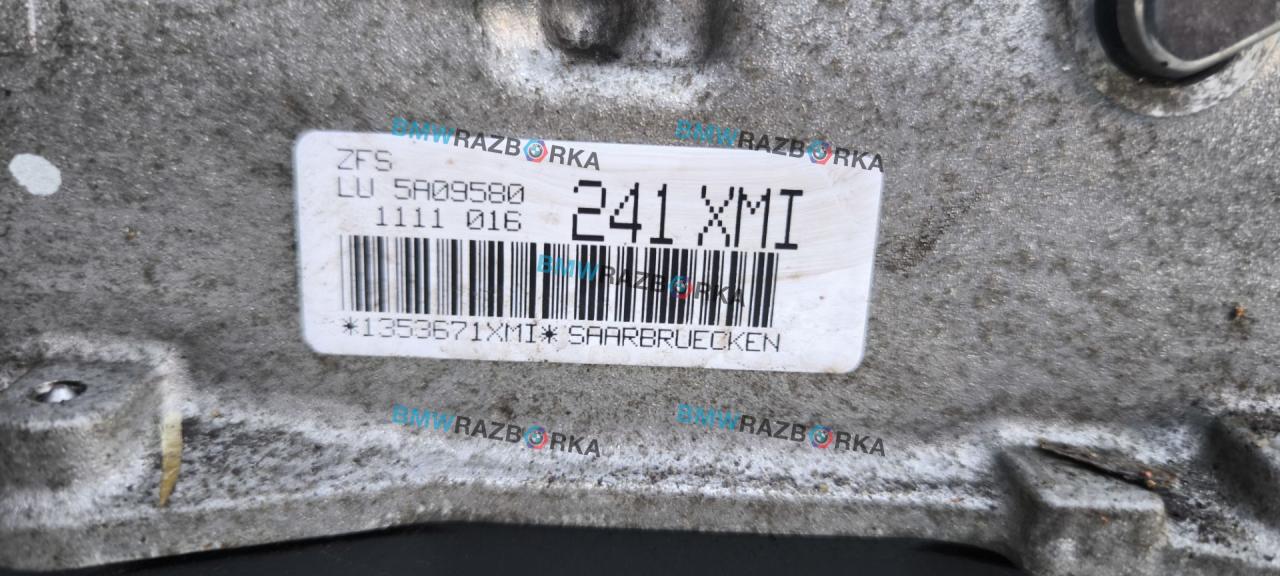 BMWRAZBORKA BMWRAZBORKA
ZFS
LU 5A09580 241 XMI
1111 016
BMWRAZBORKA
*1353671XMI* SAARBRUECKEN
BMWRAZBORKA BMWRAZBORKA